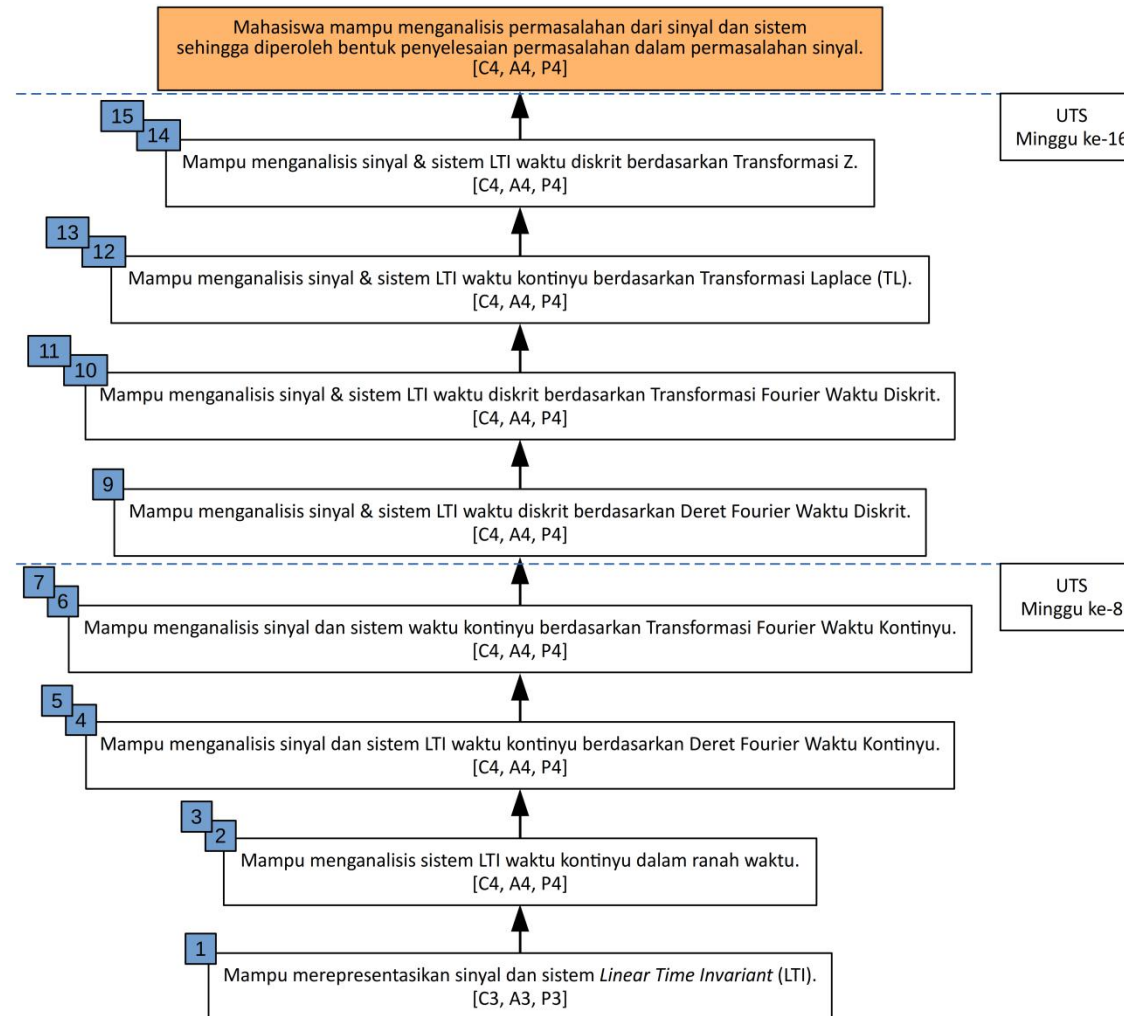 Mahasiswa mampu menganalisis permasalahan dari sinyal dan sistem
sehingga diperoleh bentuk penyelesaian permasalahan dalam permasalahan sinyal.
[C4, A4, P4]
UTS
Minggu ke-16
15
14
Mampu menganalisis sinyal & sistem LTI waktu diskrit berdasarkan Transformasi Z.
[C4, A4, P4]
13
12
Mampu menganalisis sinyal & sistem LTI waktu kontinyu berdasarkan Transformasi Laplace (TL).
[C4, A4, P4]
11
10
Mampu menganalisis sinyal & sistem LTI waktu diskrit berdasarkan Transformasi Fourier Waktu Diskrit.
[C4, A4, P4]
9
Mampu menganalisis sinyal & sistem LTI waktu diskrit berdasarkan Deret Fourier Waktu Diskrit.
[C4, A4, P4]
UTS
Minggu ke-8
7
6
Mampu menganalisis sinyal dan sistem waktu kontinyu berdasarkan Transformasi Fourier Waktu Kontinyu.
[C4, A4, P4]
5
4
Mampu menganalisis sinyal dan sistem LTI waktu kontinyu berdasarkan Deret Fourier Waktu Kontinyu.
[C4, A4, P4]
3
2
Mampu menganalisis sistem LTI waktu kontinyu dalam ranah waktu.
[C4, A4, P4]
1
Mampu merepresentasikan sinyal dan sistem Linear Time Invariant (LTI).
[C3, A3, P3]